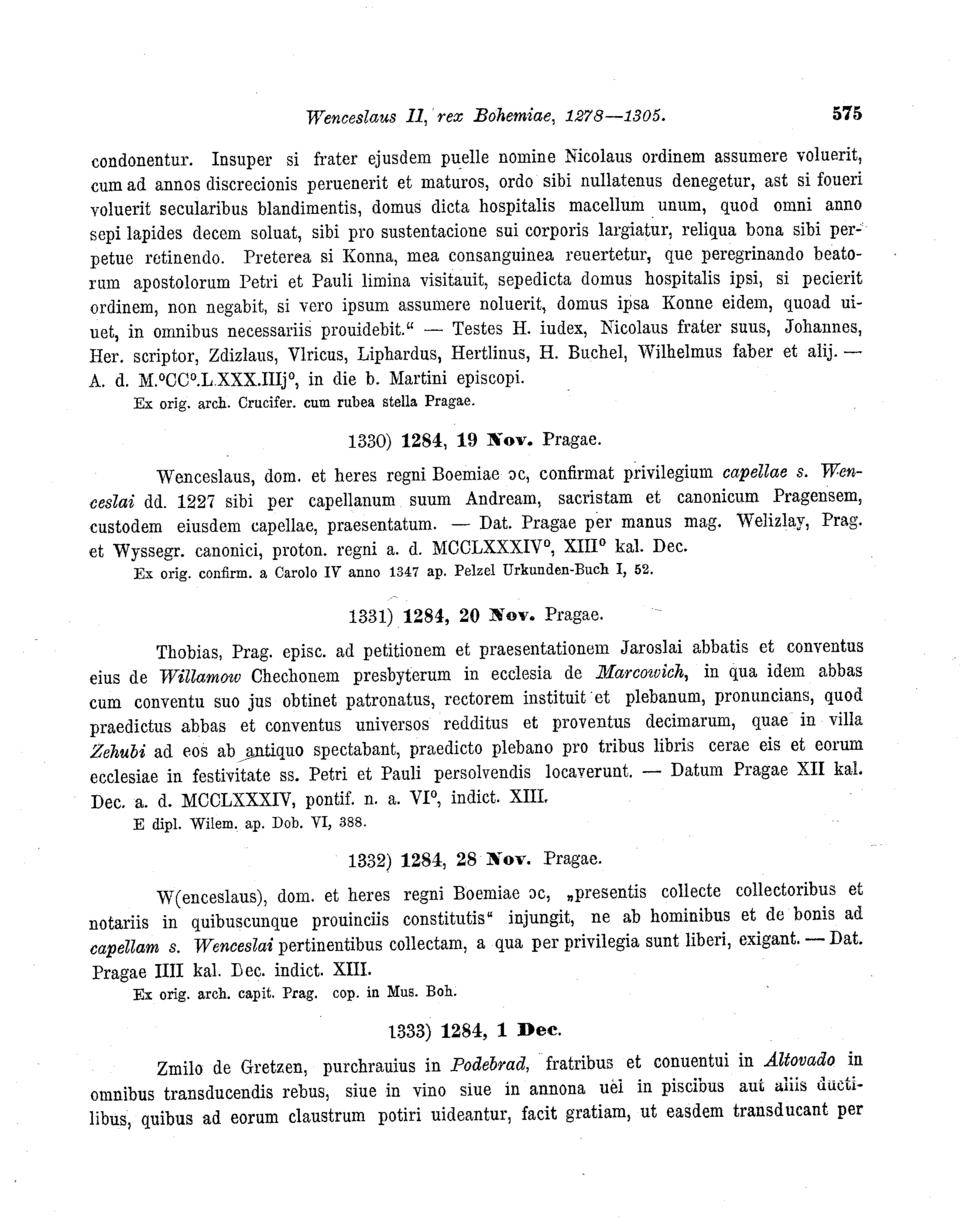 Wenceslaus II, rex Bohemiae, 1278—1305. 575
condonentur. Insuper si frater ejusdem puelle nomine Nicolaus ordinem assumere voluerit,
cum ad annos discrecionis peruenerit et maturos, ordo sibi nullatenus denegetur, ast si foueri
voluerit secularibus blandimentis, domus dicta hospitalis macellum unum, quod omni anno
sepi lapides decem soluat, sibi pro sustentacione sui corporis largiatur, reliqua bona sibi per-
petue retinendo. Preterea si Konna, mea consanguinea reuertetur, que peregrinando beato-
rum apostolorum Petri et Pauli limina visitauit, sepedicta domus hospitalis ipsi, si pecierit
ordinem, non negabit, si vero ipsum assumere noluerit, domus ipsa Konne eidem, quoad ui-
uet, in omnibus necessariis prouidebit.“ — Testes H. iudex, Nicolaus frater suus, Johannes,
Her. scriptor, Zdizlaus, Vlricus, Liphardus, Hertlinus, H. Buchel, Wilhelmus faber et alij. —
A. d. M.⁰CC⁰.L.XXX.IIIj⁰, in die b. Martini episcopi.
Ex orig. arch. Crucifer. cum rubea stella Pragae.
1330) 1284, 19 Nov. Pragae.
Wenceslaus, dom. et heres regni Boemiae ɔc, confirmat privilegium capellae s. Wen-
ceslai dd. 1227 sibi per capellanum suum Andream, sacristam et canonicum Pragensem,
custodem eiusdem capellae, praesentatum. — Dat. Pragae per manus mag. Welizlay, Prag.
et Wyssegr. canonici, proton. regni a. d. MCCLXXXIV⁰, XIII⁰ kal. Dec.
Ex orig. confirm. a Carolo IV anno 1347 ap. Pelzel Urkunden-Buch I, 52.
1331) 1284, 20 Nov. Pragae.
Thobias, Prag. episc. ad petitionem et praesentationem Jaroslai abbatis et conventus
eius de Willamow Chechonem presbyterum in ecclesia de Marcowich, in qua idem abbas
cum conventu suo jus obtinet patronatus, rectorem instituit et plebanum, pronuncians, quod
praedictus abbas et conventus universos redditus et proventus decimarum, quae in villa
Zehubi ad eos ab antiquo spectabant, praedicto plebano pro tribus libris cerae eis et eorum
ecclesiae in festivitate ss. Petri et Pauli persolvendis locaverunt. — Datum Pragae XII kal.
Dec. a. d. MCCLXXXIV, pontif. n. a. VI⁰, indict. XIII.
E dipl. Wilem. ap. Dob. VI, 388.
1332) 1284, 28 Nov. Pragae.
W(enceslaus), dom. et heres regni Boemiae ɔc, „presentis collecte collectoribus et
notariis in quibuscunque prouinciis constitutis“ injungit, ne ab hominibus et de bonis ad
capellam s. Wenceslai pertinentibus collectam, a qua per privilegia sunt liberi, exigant. — Dat.
Pragae IIII kal. Dec. indict. XIII.
Ex orig. arch. capit. Prag. cop. in Mus. Boh.
1333) 1284, 1 Dec.
Zmilo de Gretzen, purchrauius in Podebrad, fratribus et conuentui in Altovado in
omnibus transducendis rebus, siue in vino siue in annona uel in piscibus aut aliis ducti-
libus, quibus ad eorum claustrum potiri uideantur, facit gratiam, ut easdem transducant per